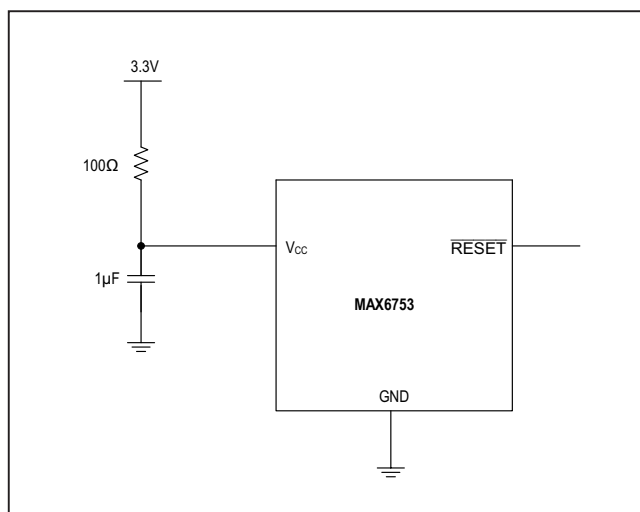 3.3V
100Ω
VCC
RESET
1µF
MAX6753
GND